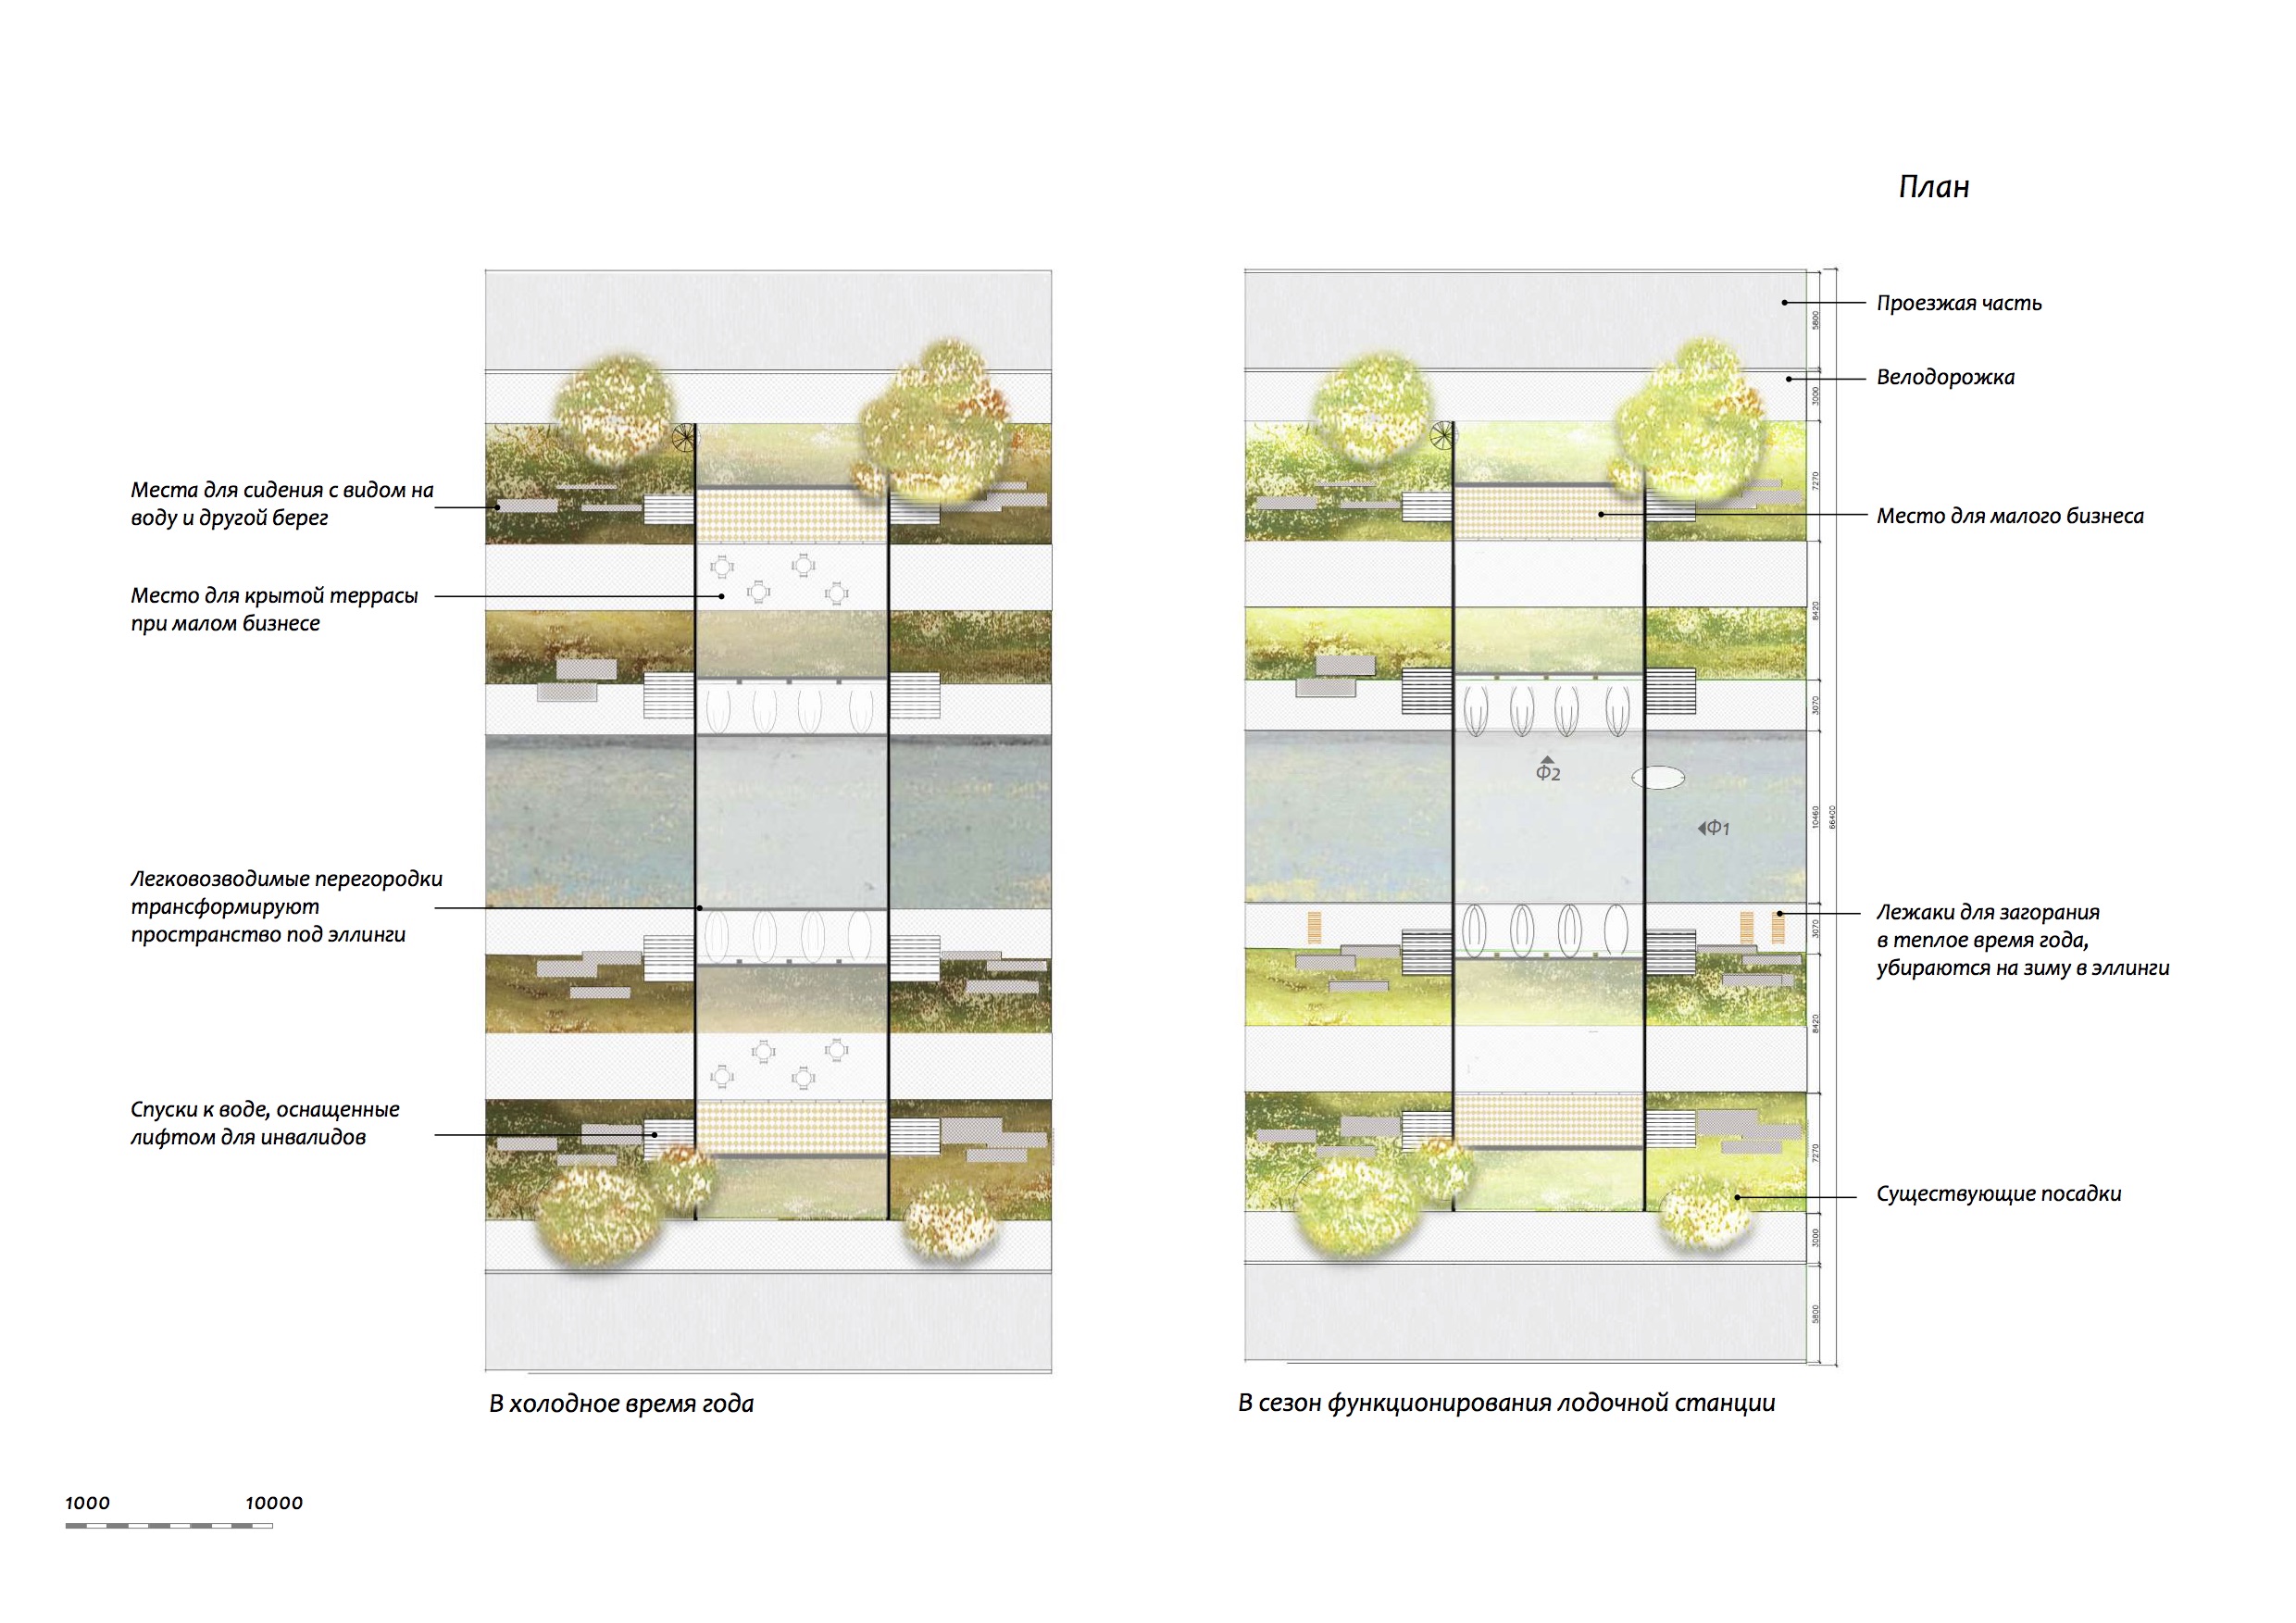 План
Проезжая часть
5800
Велодорожка
3000
Места для сидения с видом на
воду и другой берег
7270
Место для малого бизнеса
Место для крытой террасы
при малом бизнесе
8420
3070
Ф2
Ф1
10460
66400
Легковозводимые перегородки
трансформируют
пространство под эллинги
Лежаки для загорания
в теплое время года,
убираются на зиму в эллинги
3070
8420
Спуски к воде, оснащенные
лифтом для инвалидов
7270
Существующие посадки
3000
5800
В холодное время года
В сезон функционирования лодочной станции
1000 10000